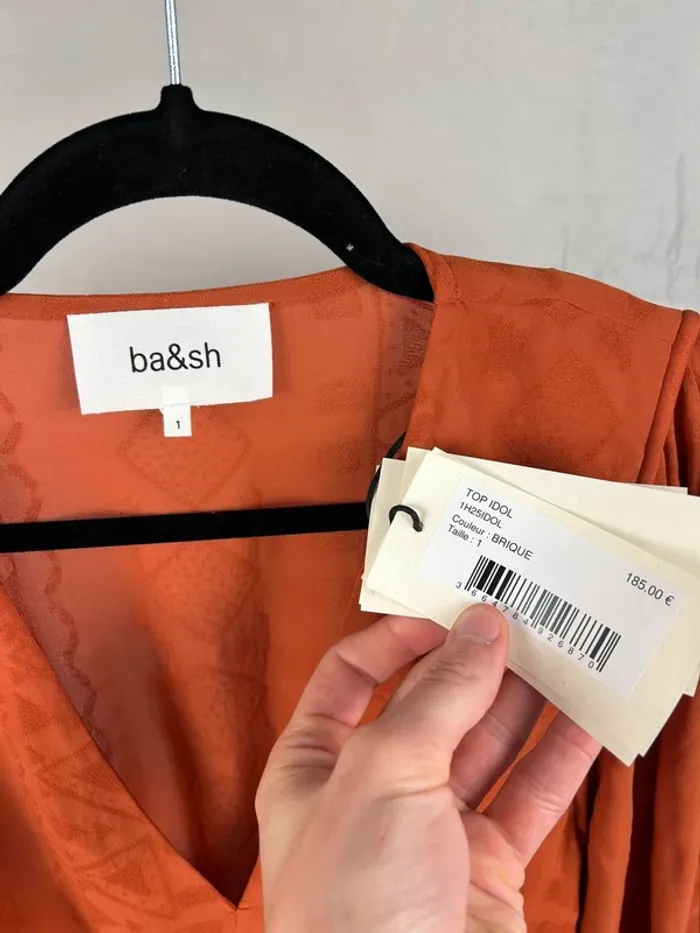 ba&sh
1
TOP IDOL
1H25IDOL
Couleur : BRIQUE
Taille : 1
185.00 €
3664784926870